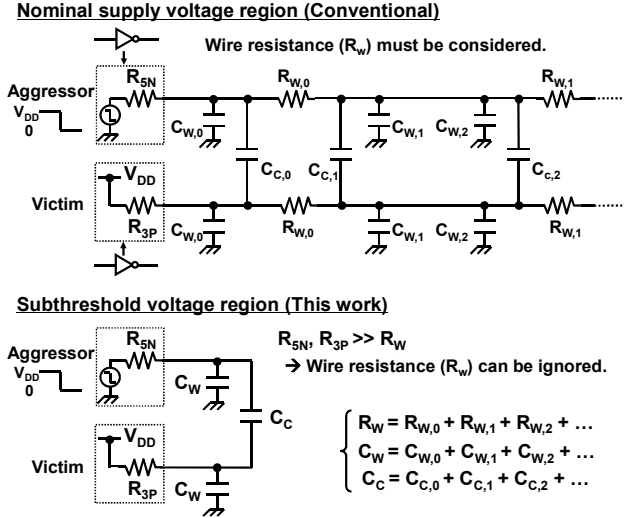 Nominal supply voltage region (Conventional)
Wire resistance (Rw) must be considered.
R5N
RW,0
RW,1
Aggressor
VDD
0
CW,0
CW,1
CW,2
CC,0
CC,1
Cc,2
VDD
Victim
R3P
CW,0
RW,0
CW,1
CW,2
RW,1
Subthreshold voltage region (This work)
R5N
R5N, R3P >> RW
Aggressor
VDD
0
CW
→ Wire resistance (Rw) can be ignored.
CC
VDD
RW = RW,0 + RW,1 + RW,2 + …
CW = CW,0 + CW,1 + CW,2 + …
CC = CC,0 + CC,1 + CC,2 + …
Victim
R3P
CW